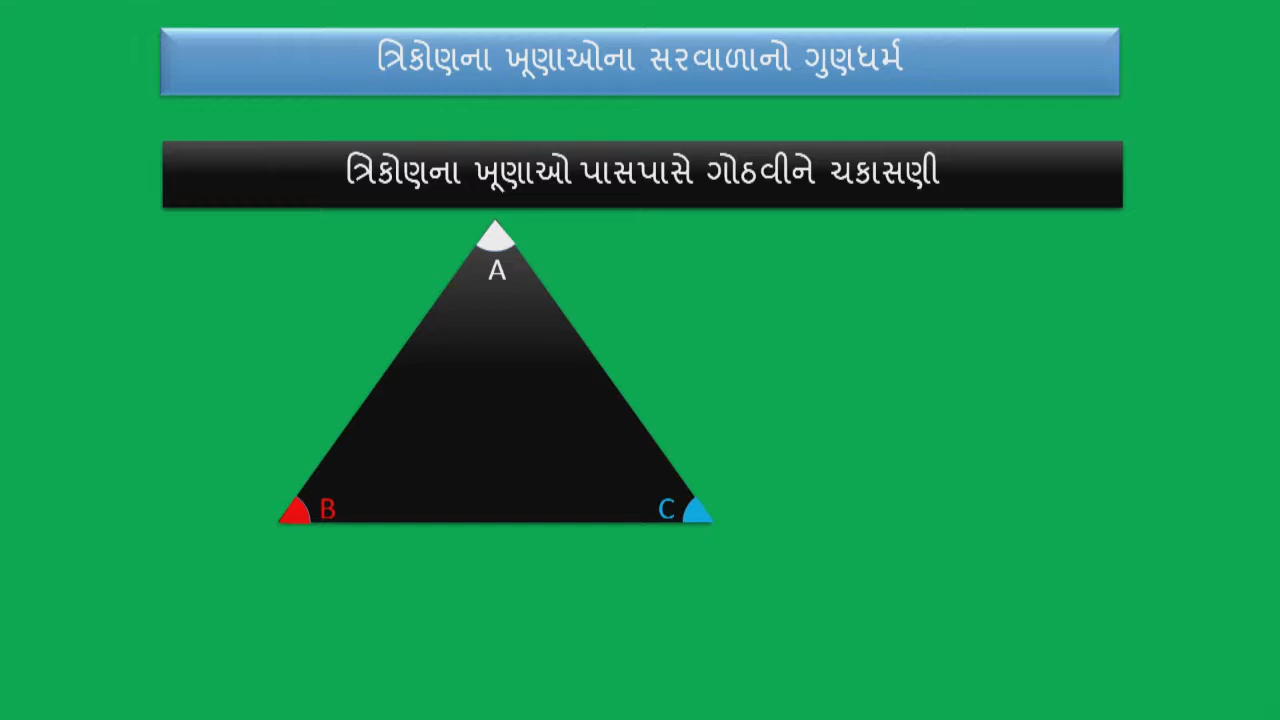 ત્રિકોણના ખૂણાઓના સરવાળાનો ગુણધર્મ
ત્રિકોણના ખૂણાઓ પાસપાસે ગોઠવીને ચકાસણી
A
B
C